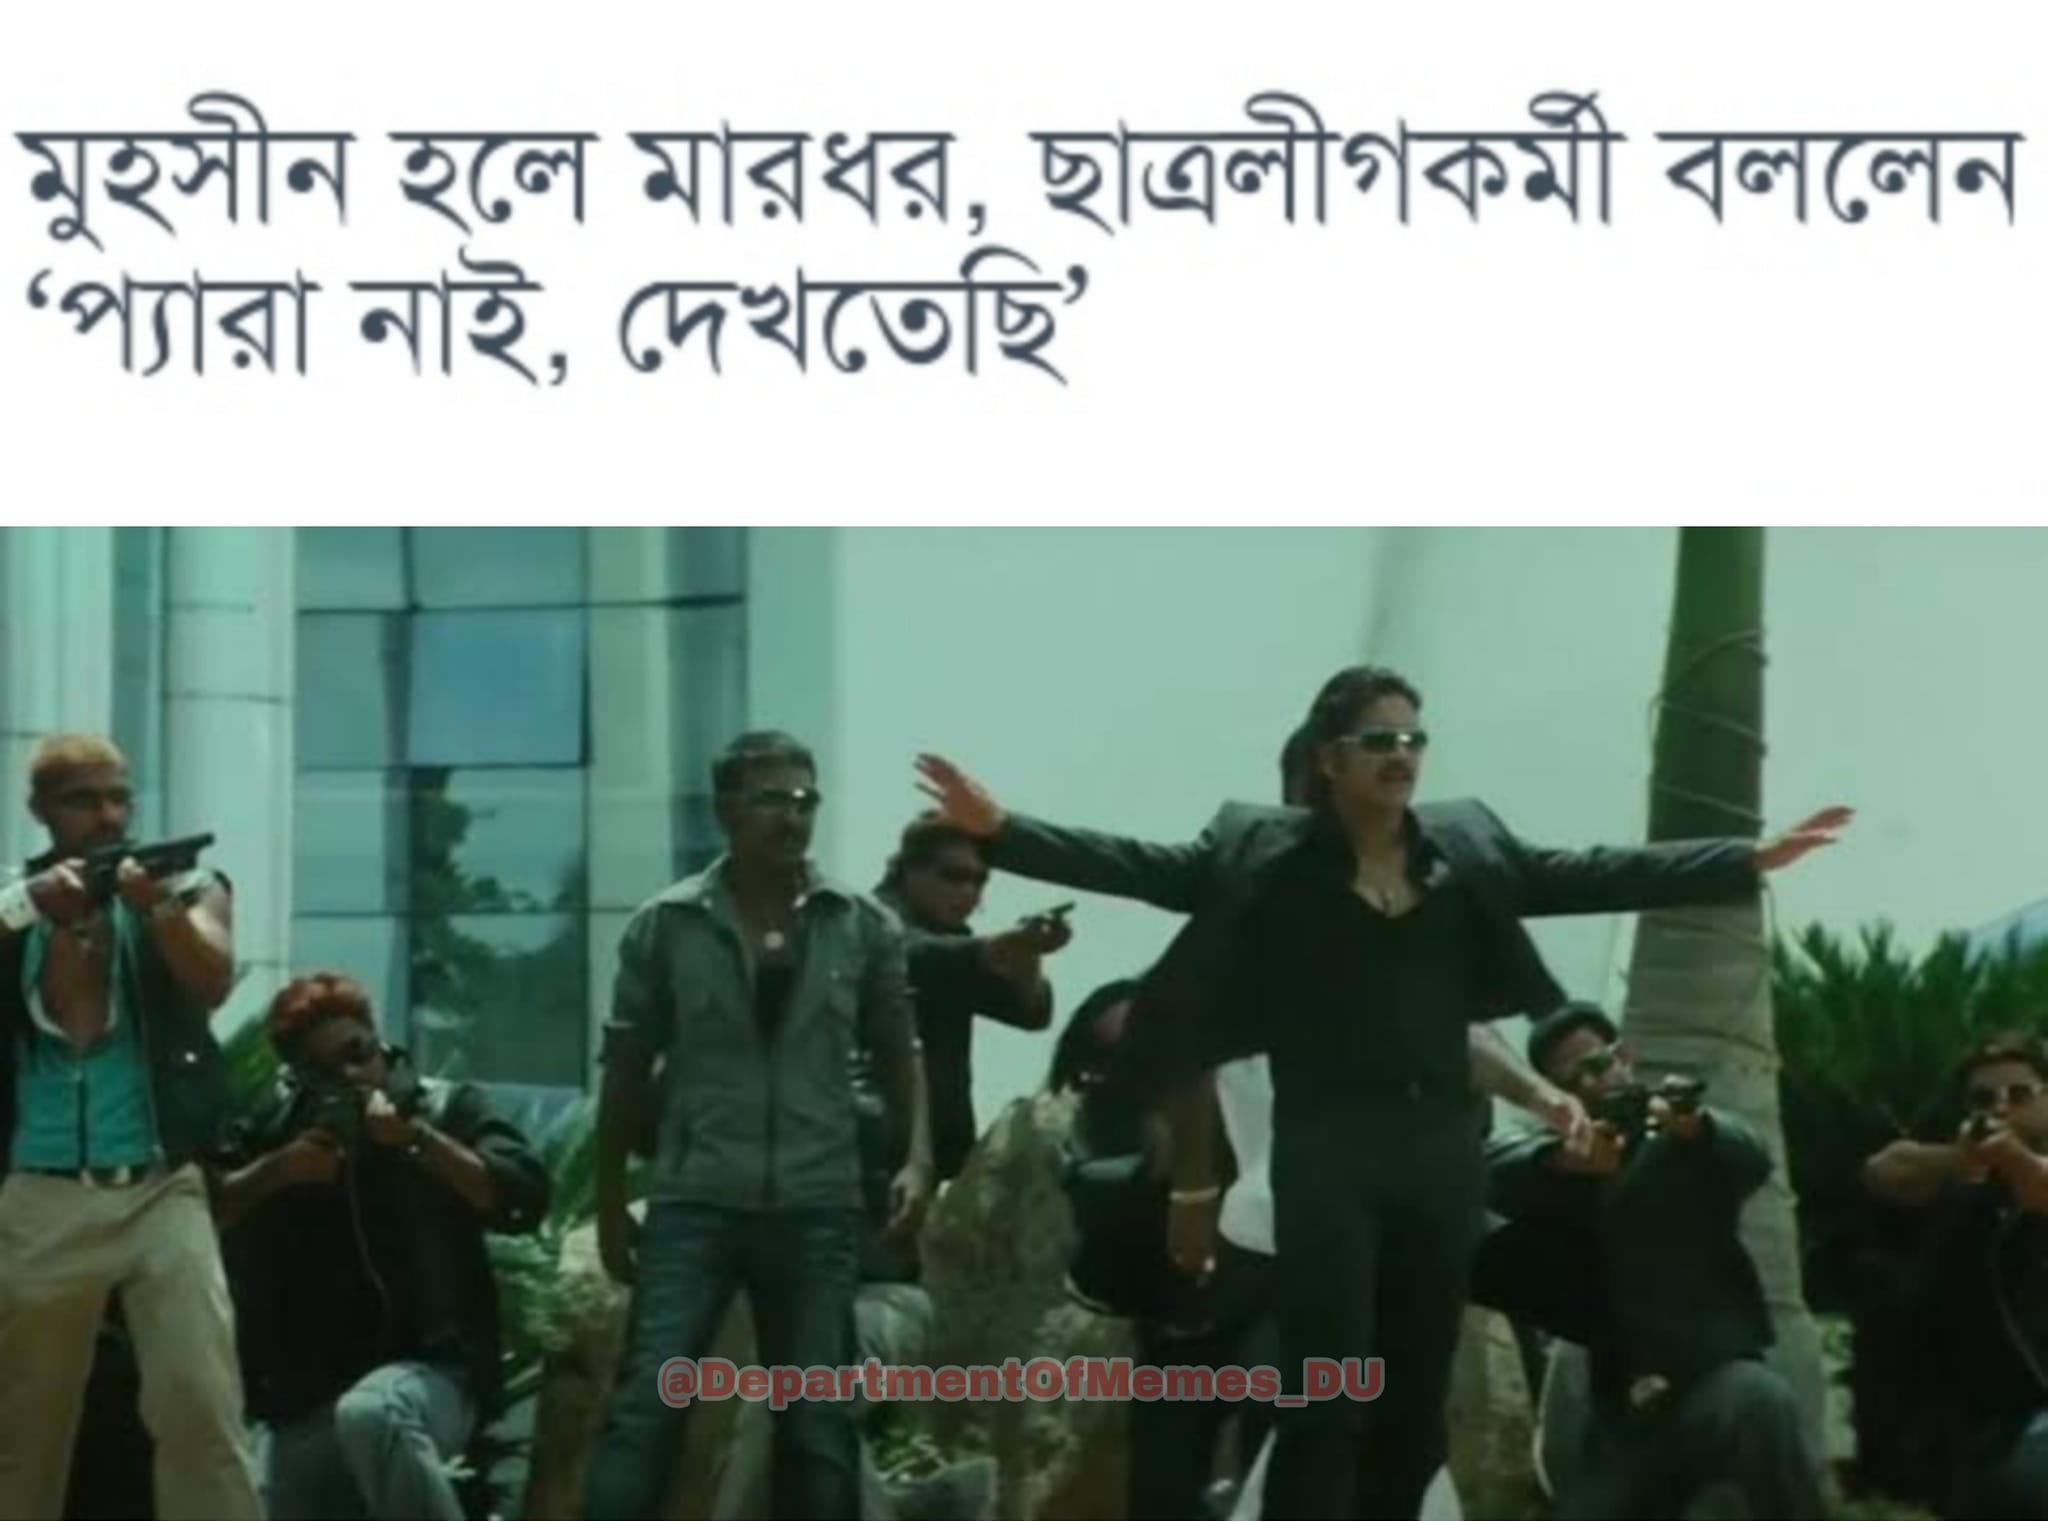 মুহসীন হলে মারধর, ছাত্রলীগকর্মী বললেন
‘প্যারা নাই, দেখতেছি’
@DepartmentOfMemes_DU